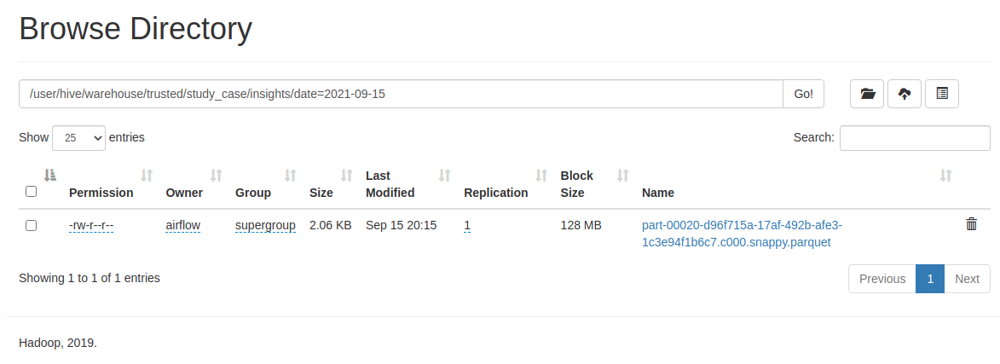 Browse Directory
/user/hive/warehouse/trusted/study_case/insights/date=2021-09-15 Go!
Show 25 entries Search:
Permission Owner Group Size Last Modified Replication Block Size Name
-rw-r--r-- airflow supergroup 2.06 KB Sep 15 20:15 1 128 MB part-00020-d96f715a-17af-492b-afe3-
1c3e94f1b6c7.c000.snappy.parquet
Showing 1 to 1 of 1 entries Previous 1 Next
Hadoop, 2019.